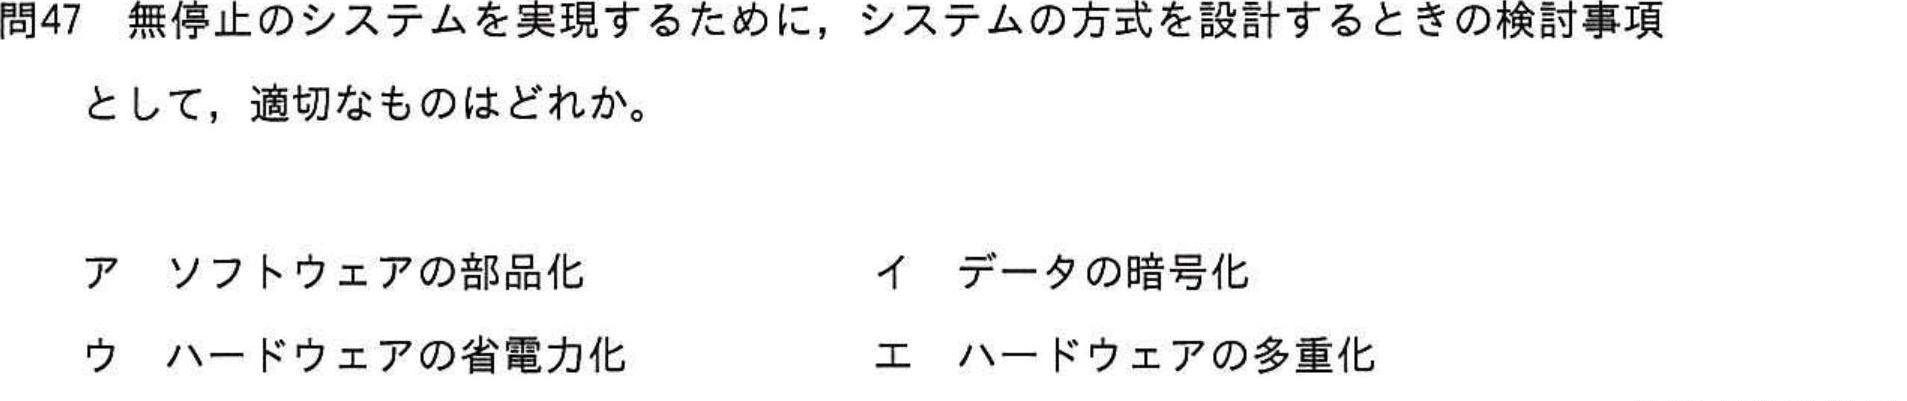 問47　無停止のシステムを実現するために，システムの方式を設計するときの検討事項
として，適切なものはどれか。
ア　ソフトウェアの部品化　イ　データの暗号化
ウ　ハードウェアの省電力化　エ　ハードウェアの多重化